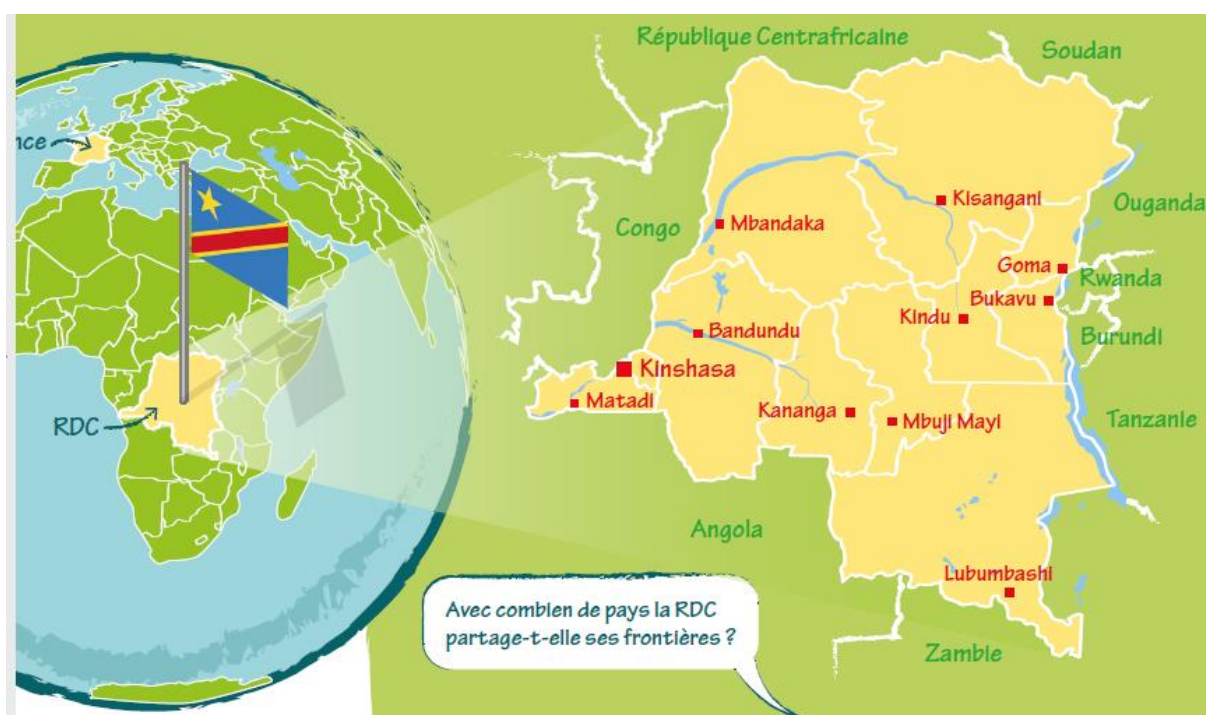 République Centrafricaine
Soudan
nce
Kisangani
Ouganda
Congo
Mbandaka
Goma
Rwanda
Bukavu
Kindu
Bandundu
Burundi
Kinshasa
Matadi
Kananga
Mbuji Mayi
Tanzanie
RDC
Angola
Lubumbashi
Avec combien de pays la RDC
partage-t-elle ses frontières ?
Zambie